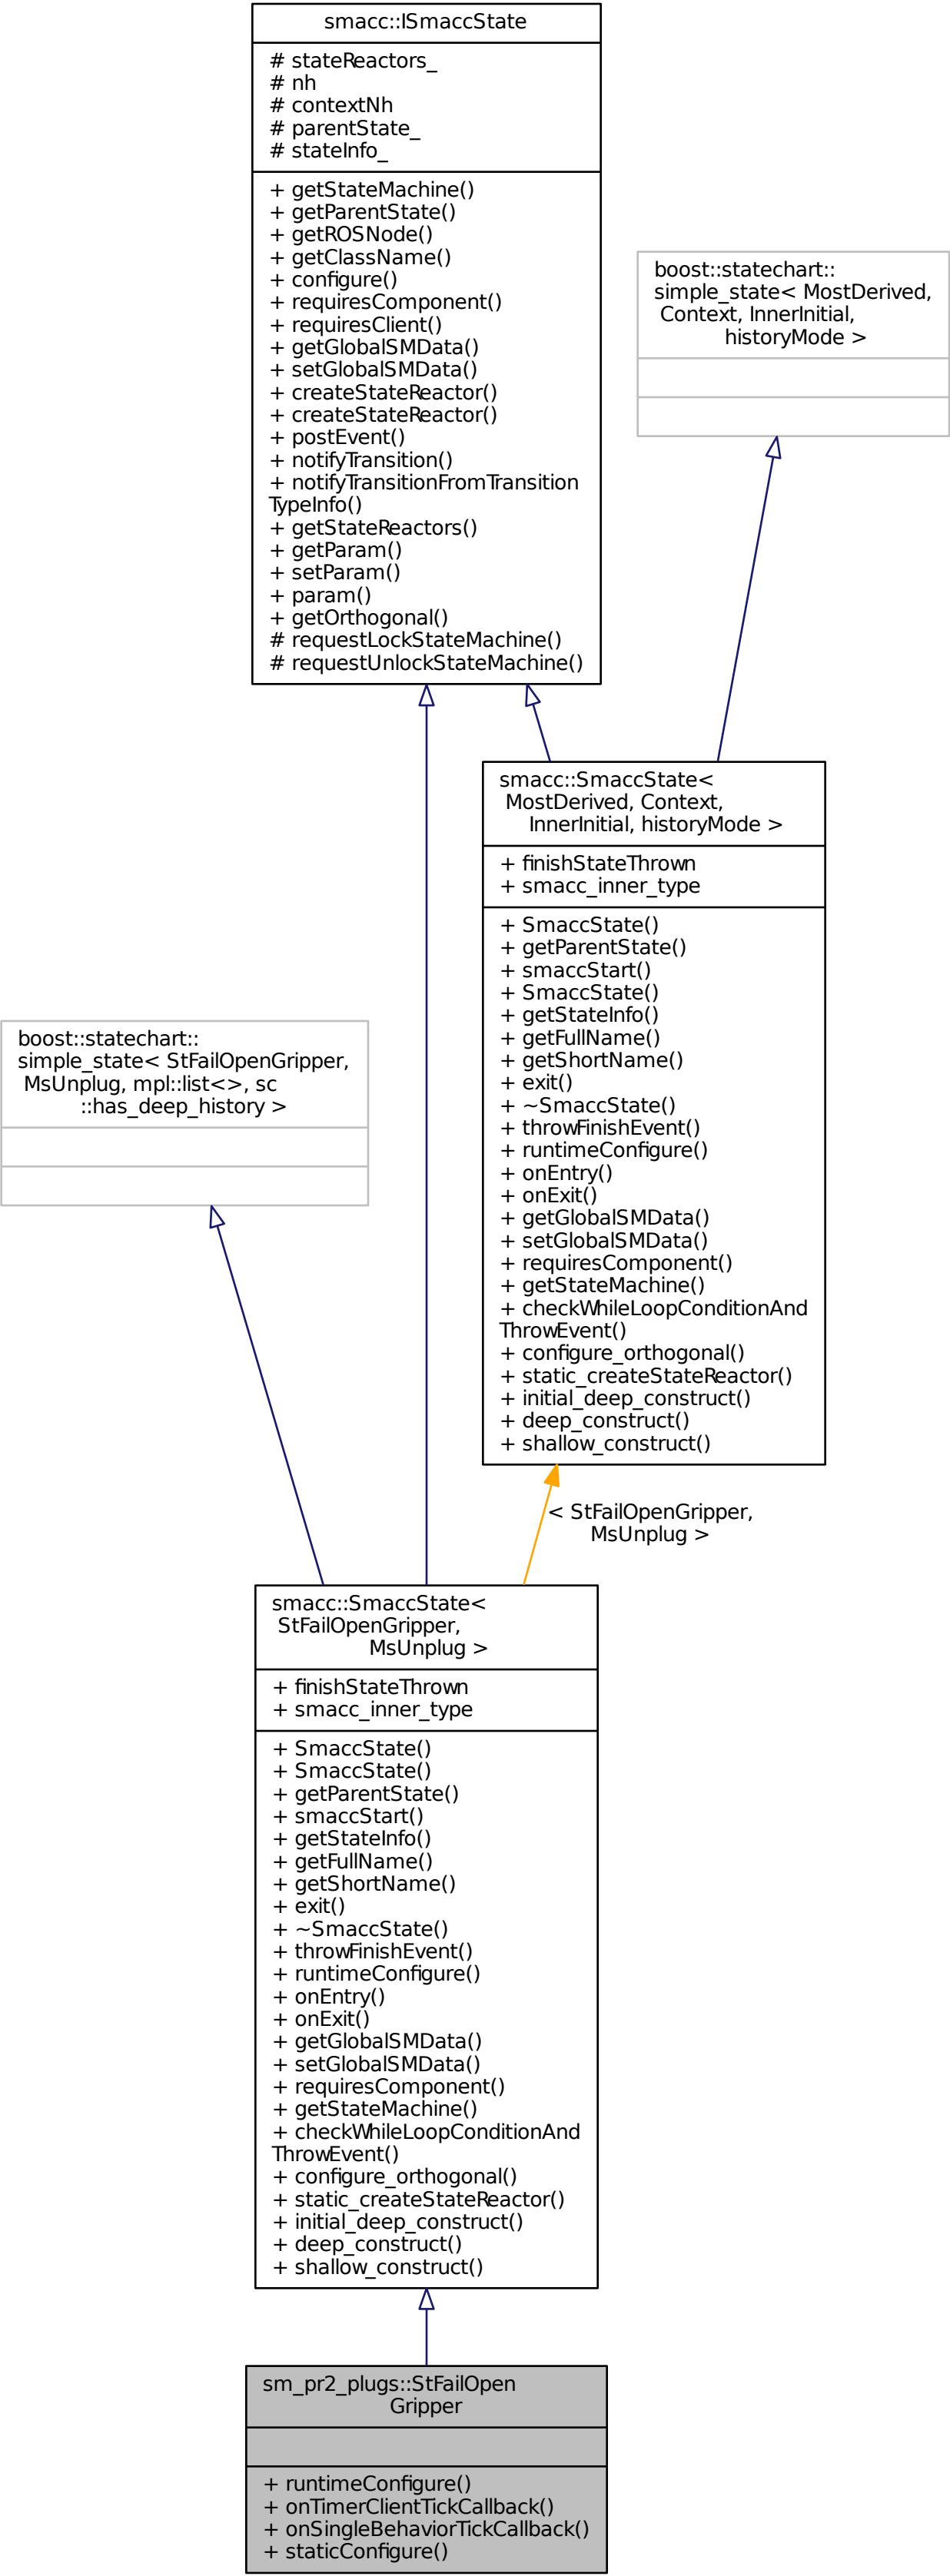 smacc::ISmaccState
# stateReactors_
# nh
# contextNh
# parentState_
# stateInfo_
+ getStateMachine()
+ getParentState()
+ getROSNode()
+ getClassName()
+ configure()
+ requiresComponent()
+ requiresClient()
+ getGlobalSMData()
+ setGlobalSMData()
+ createStateReactor()
+ createStateReactor()
+ postEvent()
+ notifyTransition()
+ notifyTransitionFromTransition
TypeInfo()
+ getStateReactors()
+ getParam()
+ setParam()
+ param()
+ getOrthogonal()
# requestLockStateMachine()
# requestUnlockStateMachine()
boost::statechart::
simple_state< MostDerived,
Context, InnerInitial,
historyMode >
smacc::SmaccState<
MostDerived, Context,
InnerInitial, historyMode >
+ finishStateThrown
+ smacc_inner_type
+ SmaccState()
+ getParentState()
+ smaccStart()
+ SmaccState()
+ getStateInfo()
+ getFullName()
+ getShortName()
+ exit()
+ ~SmaccState()
+ throwFinishEvent()
+ runtimeConfigure()
+ onEntry()
+ onExit()
+ getGlobalSMData()
+ setGlobalSMData()
+ requiresComponent()
+ getStateMachine()
+ checkWhileLoopConditionAnd
ThrowEvent()
+ configure_orthogonal()
+ static_createStateReactor()
+ initial_deep_construct()
+ deep_construct()
+ shallow_construct()
boost::statechart::
simple_state< StFailOpenGripper,
MsUnplug, mpl::list<>, sc
::has_deep_history >
< StFailOpenGripper,
MsUnplug >
smacc::SmaccState<
StFailOpenGripper,
MsUnplug >
+ finishStateThrown
+ smacc_inner_type
+ SmaccState()
+ SmaccState()
+ getParentState()
+ smaccStart()
+ getStateInfo()
+ getFullName()
+ getShortName()
+ exit()
+ ~SmaccState()
+ throwFinishEvent()
+ runtimeConfigure()
+ onEntry()
+ onExit()
+ getGlobalSMData()
+ setGlobalSMData()
+ requiresComponent()
+ getStateMachine()
+ checkWhileLoopConditionAnd
ThrowEvent()
+ configure_orthogonal()
+ static_createStateReactor()
+ initial_deep_construct()
+ deep_construct()
+ shallow_construct()
sm_pr2_plugs::StFailOpen
Gripper
+ runtimeConfigure()
+ onTimerClientTickCallback()
+ onSingleBehaviorTickCallback()
+ staticConfigure()